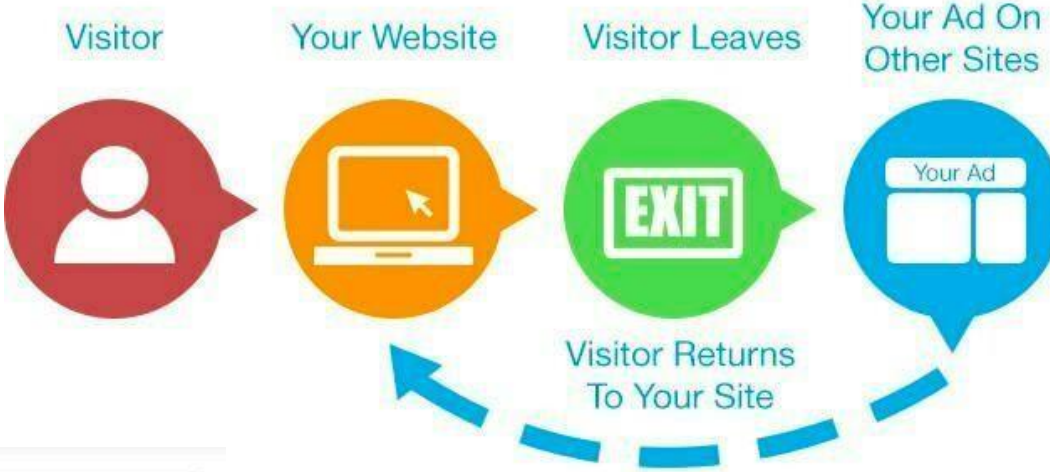 Visitor
Your Website
Visitor Leaves
Your Ad On
Other Sites
EXIT
Your Ad
Visitor Returns
To Your Site